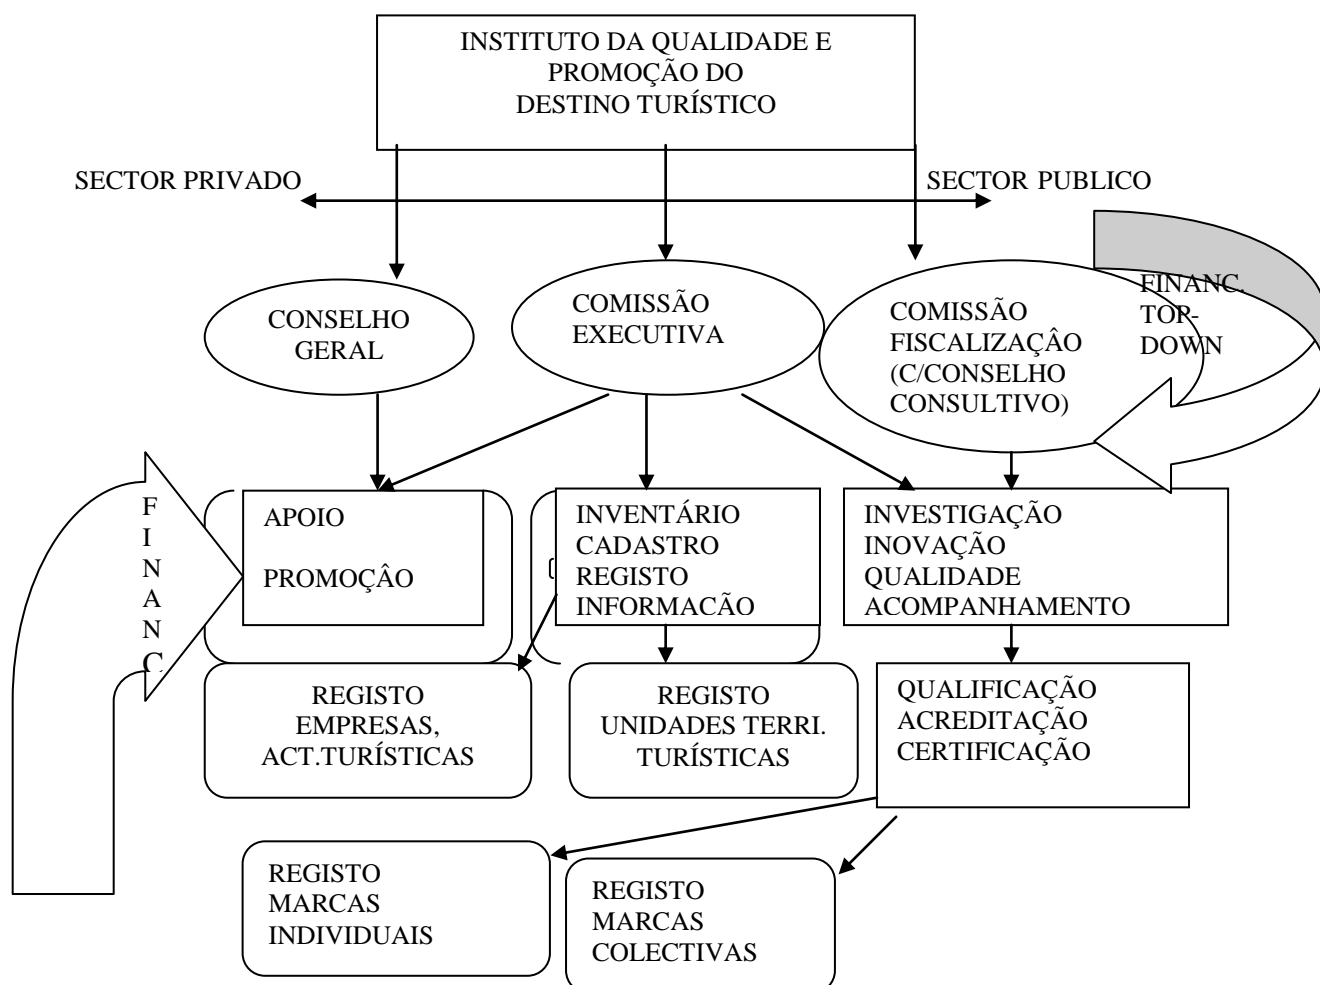 INSTITUTO DA QUALIDADE E
PROMOÇÃO DO
DESTINO TURÍSTICO
SECTOR PRIVADO
SECTOR PUBLICO
CONSELHO
GERAL
COMISSÃO
EXECUTIVA
COMISSÃO
FISCALIZAÇÂO
(C/CONSELHO
CONSULTIVO)
FINANC.
TOP-
DOWN
F
I
N
A
N
C
APOIO
PROMOÇÂO
INVENTÁRIO
CADASTRO
REGISTO
INFORMACÃO
INVESTIGAÇÃO
INOVAÇÃO
QUALIDADE
ACOMPANHAMENTO
REGISTO
EMPRESAS,
ACT.TURÍSTICAS
REGISTO
UNIDADES TERRI.
TURÍSTICAS
QUALIFICAÇÃO
ACREDITAÇÃO
CERTIFICAÇÃO
REGISTO
MARCAS
INDIVIDUAIS
REGISTO
MARCAS
COLECTIVAS